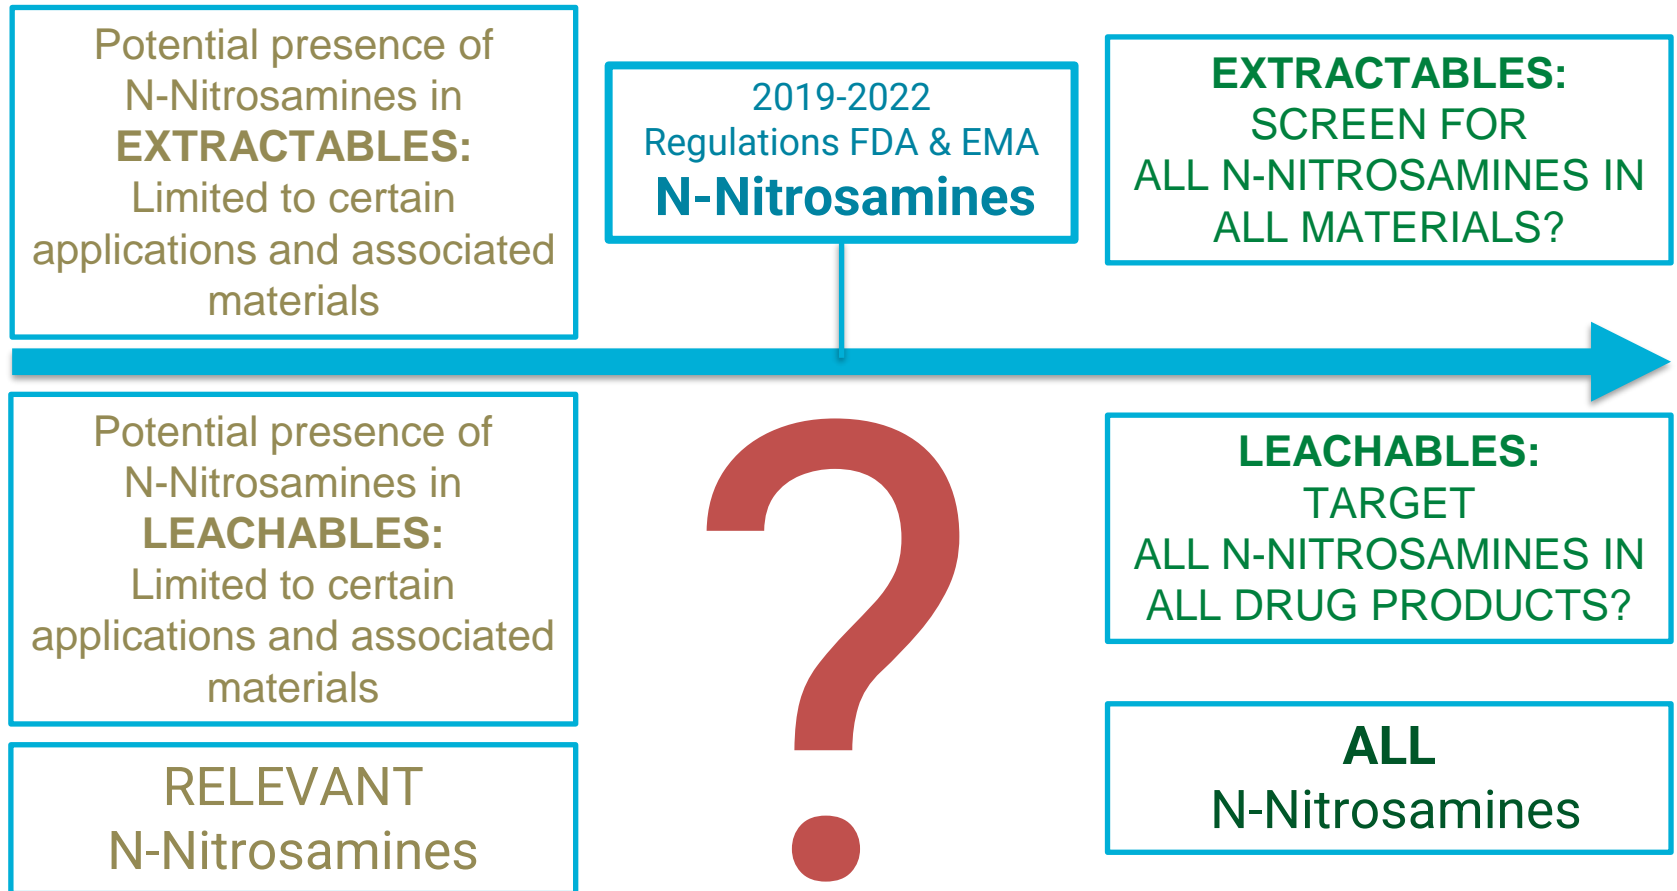 Potential presence of
N-Nitrosamines in
EXTRACTABLES:
Limited to certain
applications and associated
materials
2019-2022
Regulations FDA & EMA
N-Nitrosamines
EXTRACTABLES:
SCREEN FOR
ALL N-NITROSAMINES IN
ALL MATERIALS?
Potential presence of
N-Nitrosamines in
LEACHABLES:
Limited to certain
applications and associated
materials
?
LEACHABLES:
TARGET
ALL N-NITROSAMINES IN
ALL DRUG PRODUCTS?
RELEVANT
N-Nitrosamines
ALL
N-Nitrosamines